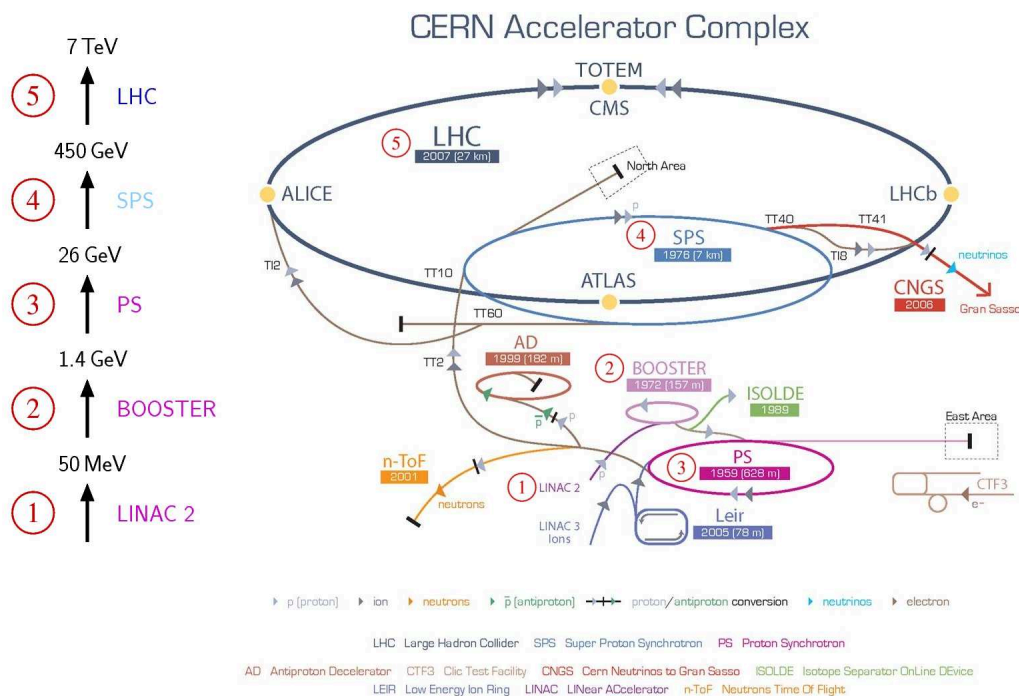 CERN Accelerator Complex
7 TeV
5 LHC
450 GeV
4 SPS
26 GeV
3 PS
1.4 GeV
2 BOOSTER
50 MeV
1 LINAC 2
TOTEM
CMS
5 LHC
2007 (27 km)
North Area
ALICE
LHCb
p
TT40
TT41
4 SPS
1976 (7 km)
TI8
TI2
TT10
neutrinos
ATLAS
CNGS
2006
Gran Sasso
TT60
AD
1999 (182 m)
TT2
2 BOOSTER
1972 (157 m)
ISOLDE
1989
p̅
p
East Area
n-ToF
2001
PS
3 1959 (628 m)
p
1 LINAC 2
neutrons
CTF3
e-
LINAC 3
Ions
Leir
2005 (78 m)
p [proton] ion neutrons p̅ [antiproton] proton/antiproton conversion neutrinos electron
LHC Large Hadron Collider SPS Super Proton Synchrotron PS Proton Synchrotron
AD Antiproton Decelerator CTF3 Clic Test Facility CNGS Cern Neutrinos to Gran Sasso ISOLDE Isotope Separator OnLine DEvice
LEIR Low Energy Ion Ring LINAC LINear ACcelerator n-ToF Neutrons Time Of Flight